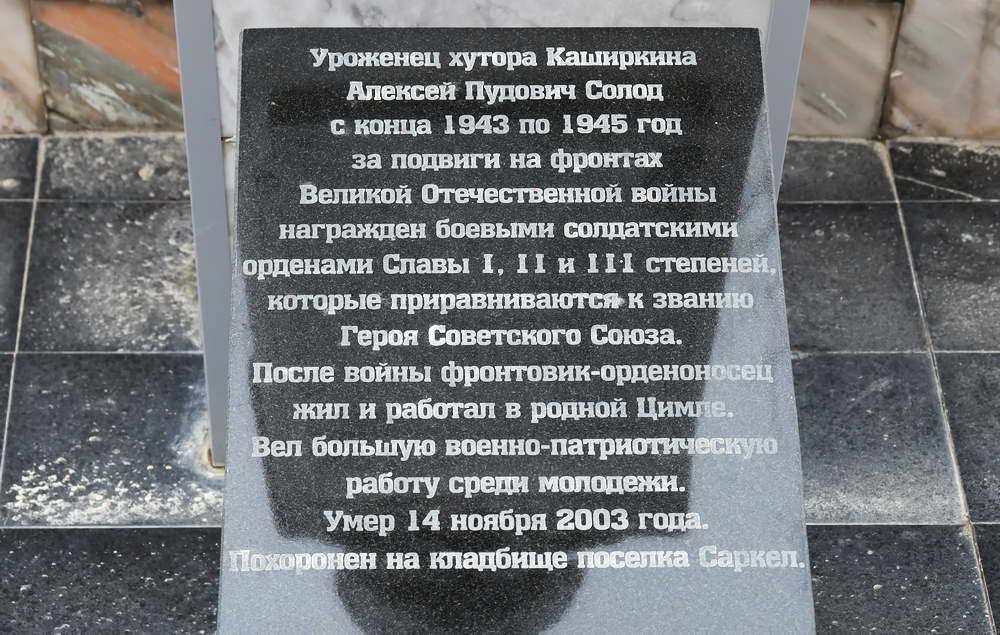 Уроженец хутора Каширкина
Алексей Пудович Солод
с конца 1943 по 1945 год
за подвиги на фронтах
Великой Отечественной войны
награжден боевыми солдатскими
орденами Славы I, II и III степеней,
которые приравниваются к званию
Героя Советского Союза.
После войны фронтовик-орденоносец
жил и работал в родной Цимле.
Вел большую военно-патриотическую
работу среди молодежи.
Умер 14 ноября 2003 года.
Похоронен на кладбище поселка Саркел.